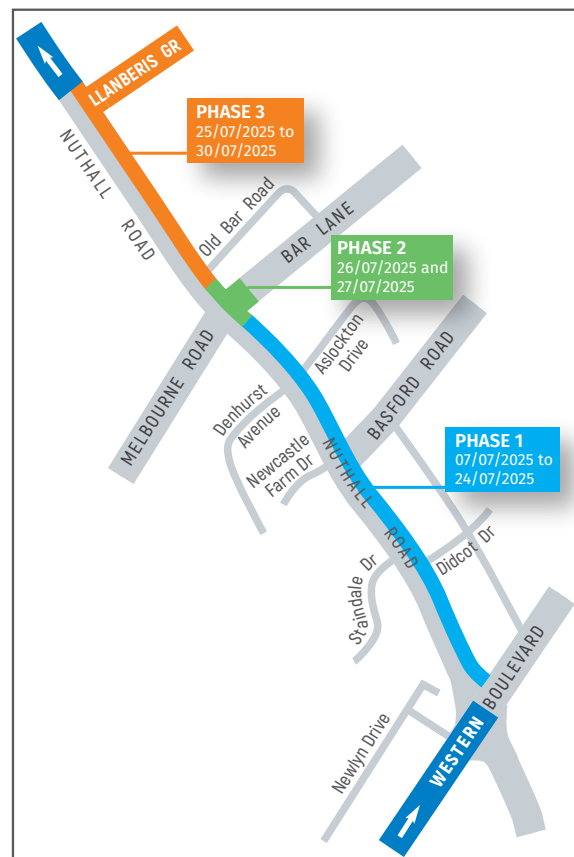 LLANBERIS GR
PHASE 3
25/07/2025 to
30/07/2025
NUTHALL
ROAD
Old Bar Road
BAR LANE
PHASE 2
26/07/2025 and
27/07/2025
MELBOURNE ROAD
Aslockton
Drive
Denhurst
Avenue
BASFORD ROAD
Newcastle
Farm Dr
PHASE 1
07/07/2025 to
24/07/2025
NUTHALL
ROAD
Didcot Dr
Staindale Dr
WESTERN
BOULEVARD
Newlyn Drive